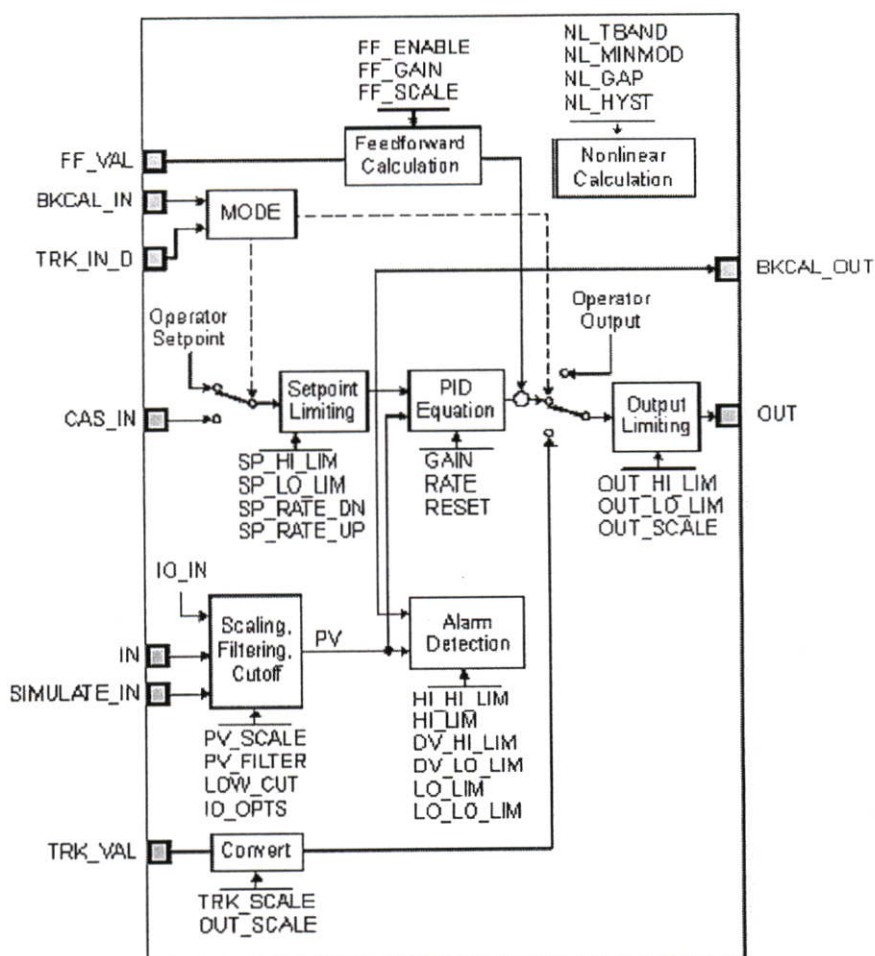 FF_ENABLE
FF_GAIN
FF_SCALE
NL_TBAND
NL_MINMOD
NL_GAP
NL_HYST
FF_VAL
Feedforward
Calculation
Nonlinear
Calculation
BKCAL_IN
MODE
TRK_IN_D
BKCAL_OUT
Operator
Setpoint
Operator
Output
CAS_IN
Setpoint
Limiting
PID
Equation
Output
Limiting
OUT
SP_HI_LIM
SP_LO_LIM
SP_RATE_DN
SP_RATE_UP
GAIN
RATE
RESET
OUT_HI_LIM
OUT_LO_LIM
OUT_SCALE
IO_IN
IN
SIMULATE_IN
Scaling,
Filtering,
Cutoff
PV
Alarm
Detection
PV_SCALE
PV_FILTER
LOW_CUT
IO_OPTS
HI_HI_LIM
HI_LIM
DV_HI_LIM
DV_LO_LIM
LO_LIM
LO_LO_LIM
TRK_VAL
Convert
TRK_SCALE
OUT_SCALE